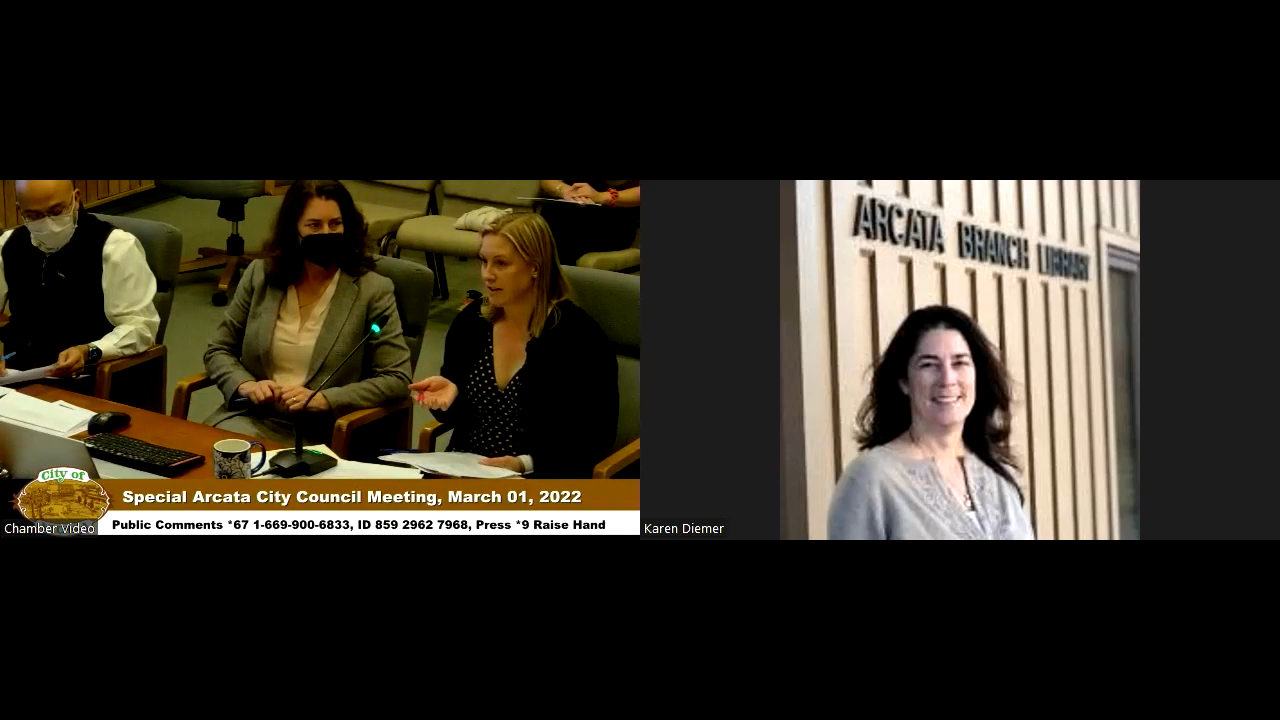 ARCATA BRANCH LIBRARY
City of
Special Arcata City Council Meeting, March 01, 2022
Public Comments *67 1-669-900-6833, ID 859 2962 7968, Press *9 Raise Hand
Chamber Video
Karen Diemer